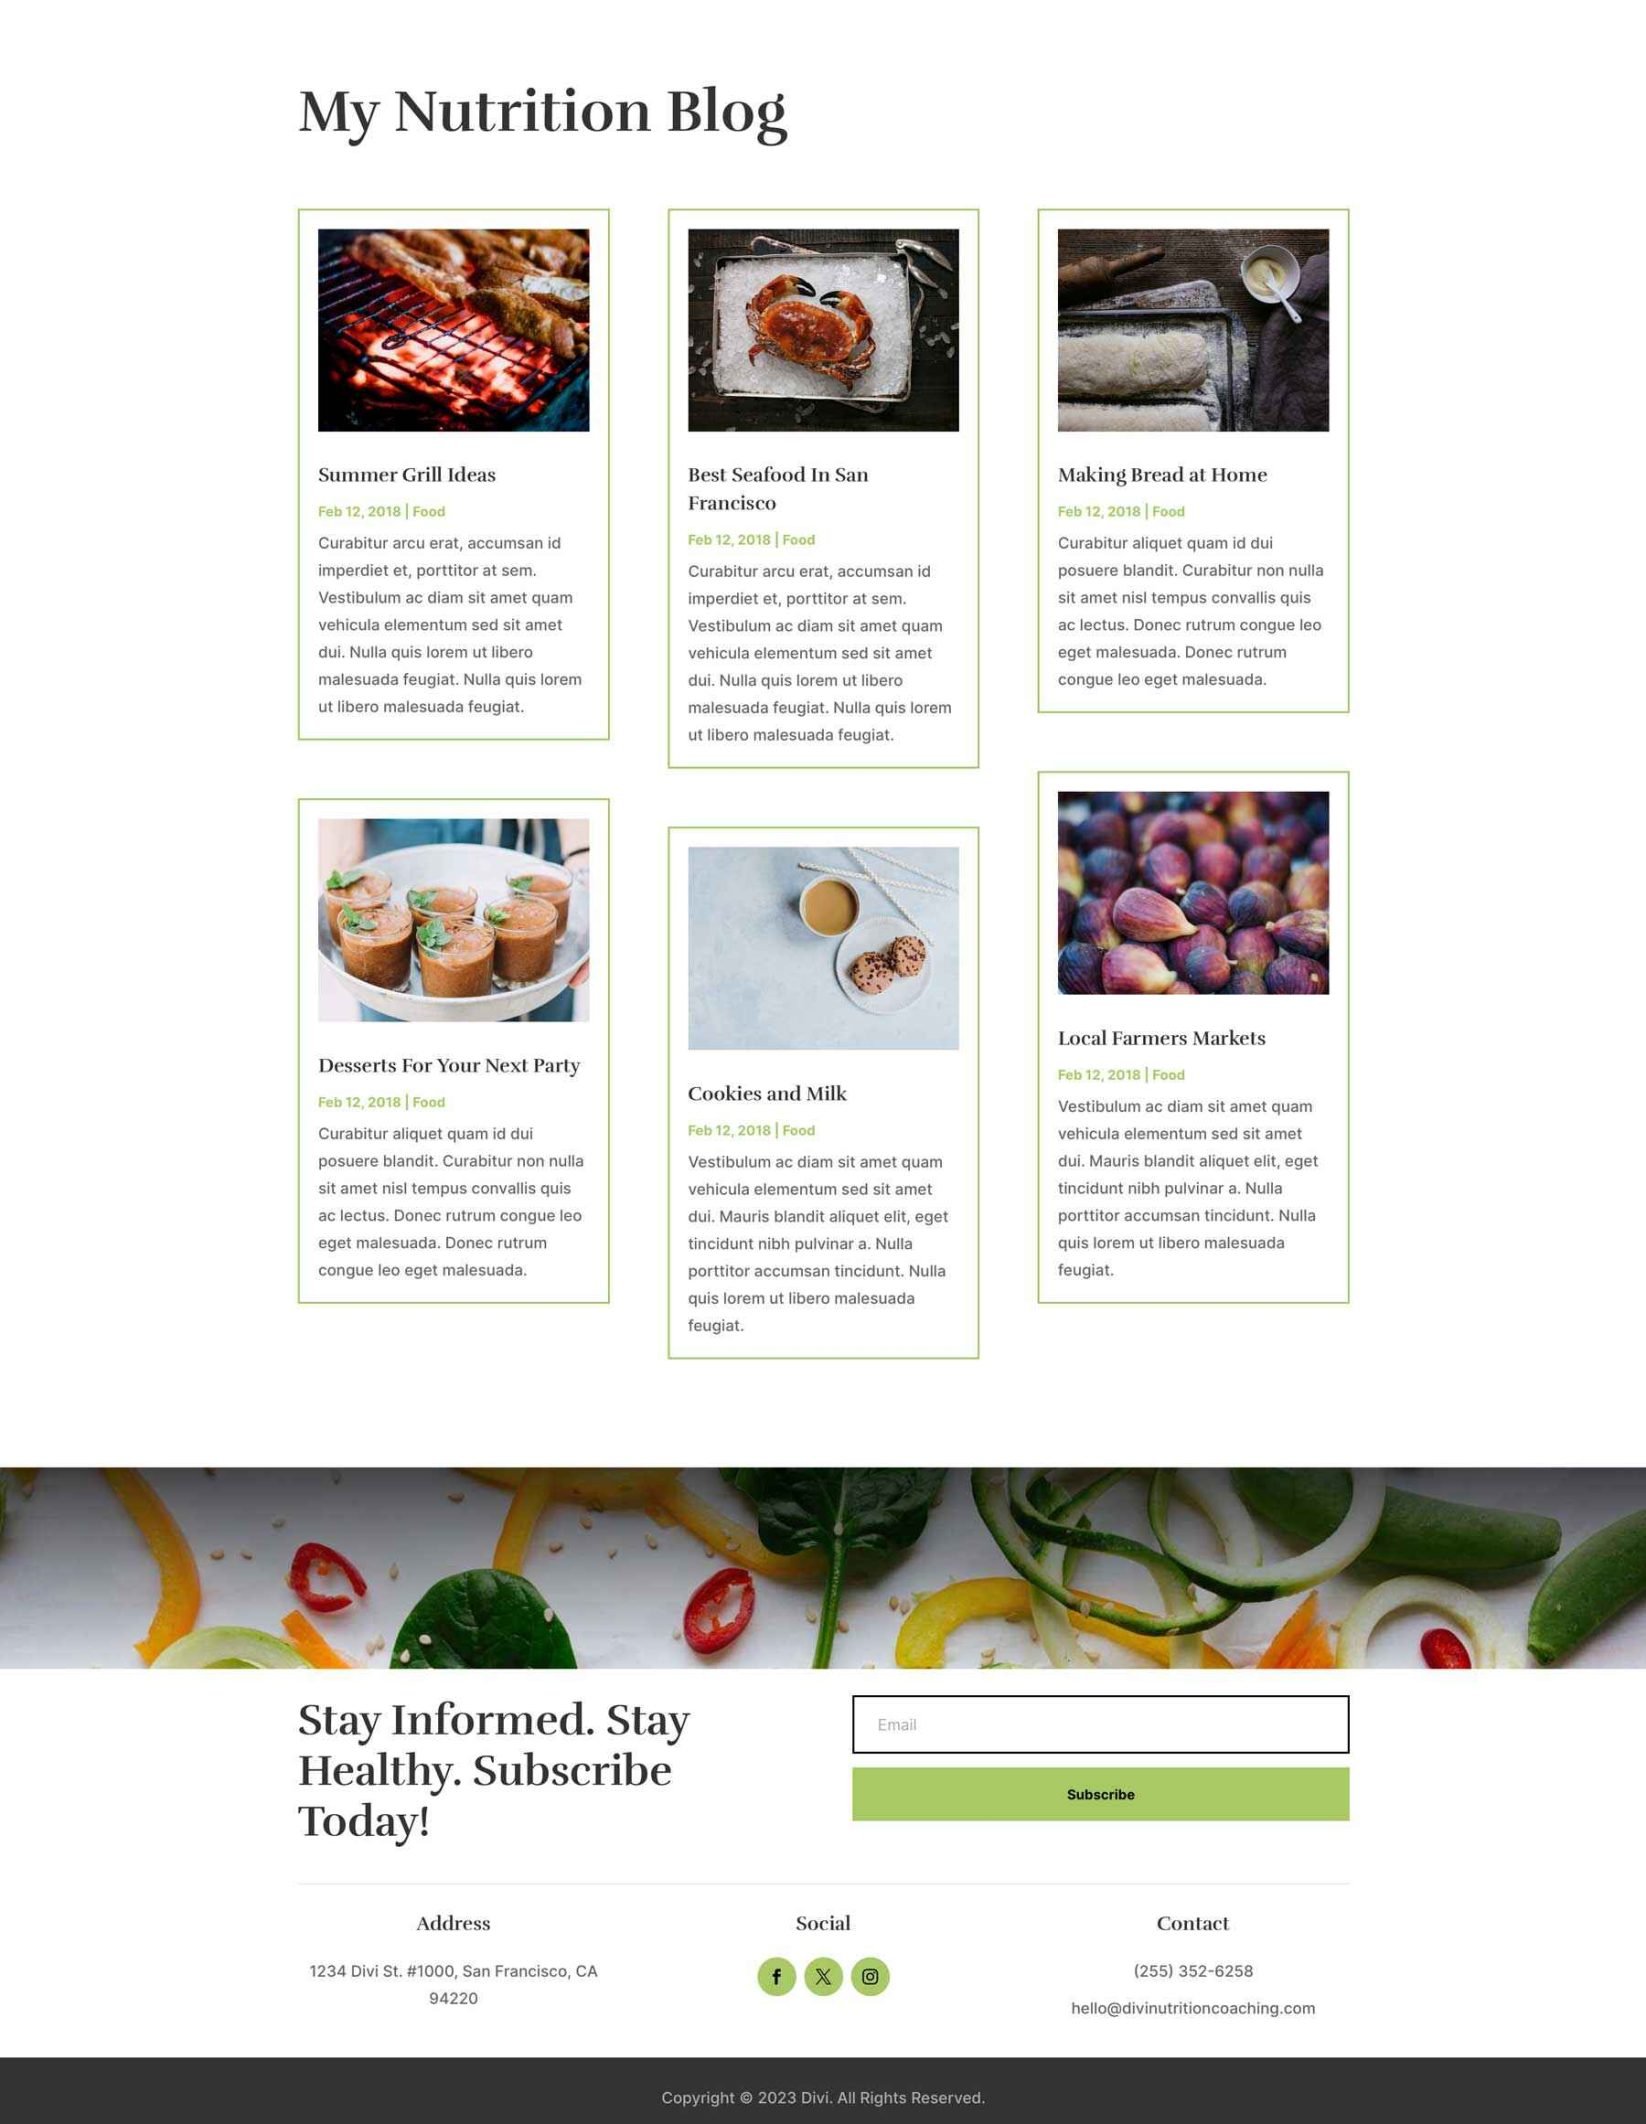 My Nutrition Blog
Summer Grill Ideas
Feb 12, 2018 | Food
Curabitur arcu erat, accumsan id
imperdiet et, porttitor at sem.
Vestibulum ac diam sit amet quam
vehicula elementum sed sit amet
dui. Nulla quis lorem ut libero
malesuada feugiat. Nulla quis lorem
ut libero malesuada feugiat.
Best Seafood In San
Francisco
Feb 12, 2018 | Food
Curabitur arcu erat, accumsan id
imperdiet et, porttitor at sem.
Vestibulum ac diam sit amet quam
vehicula elementum sed sit amet
dui. Nulla quis lorem ut libero
malesuada feugiat. Nulla quis lorem
ut libero malesuada feugiat.
Making Bread at Home
Feb 12, 2018 | Food
Curabitur aliquet quam id dui
posuere blandit. Curabitur non nulla
sit amet nisl tempus convallis quis
ac lectus. Donec rutrum congue leo
eget malesuada. Donec rutrum
congue leo eget malesuada.
Desserts For Your Next Party
Feb 12, 2018 | Food
Curabitur aliquet quam id dui
posuere blandit. Curabitur non nulla
sit amet nisl tempus convallis quis
ac lectus. Donec rutrum congue leo
eget malesuada. Donec rutrum
congue leo eget malesuada.
Cookies and Milk
Feb 12, 2018 | Food
Vestibulum ac diam sit amet quam
vehicula elementum sed sit amet
dui. Mauris blandit aliquet elit, eget
tincidunt nibh pulvinar a. Nulla
porttitor accumsan tincidunt. Nulla
quis lorem ut libero malesuada
feugiat.
Local Farmers Markets
Feb 12, 2018 | Food
Vestibulum ac diam sit amet quam
vehicula elementum sed sit amet
dui. Mauris blandit aliquet elit, eget
tincidunt nibh pulvinar a. Nulla
porttitor accumsan tincidunt. Nulla
quis lorem ut libero malesuada
feugiat.
Stay Informed. Stay
Healthy. Subscribe
Today!
Email
Subscribe
Address
1234 Divi St. #1000, San Francisco, CA
94220
Social
Contact
(255) 352-6258
hello@divinutritioncoaching.com
Copyright © 2023 Divi. All Rights Reserved.